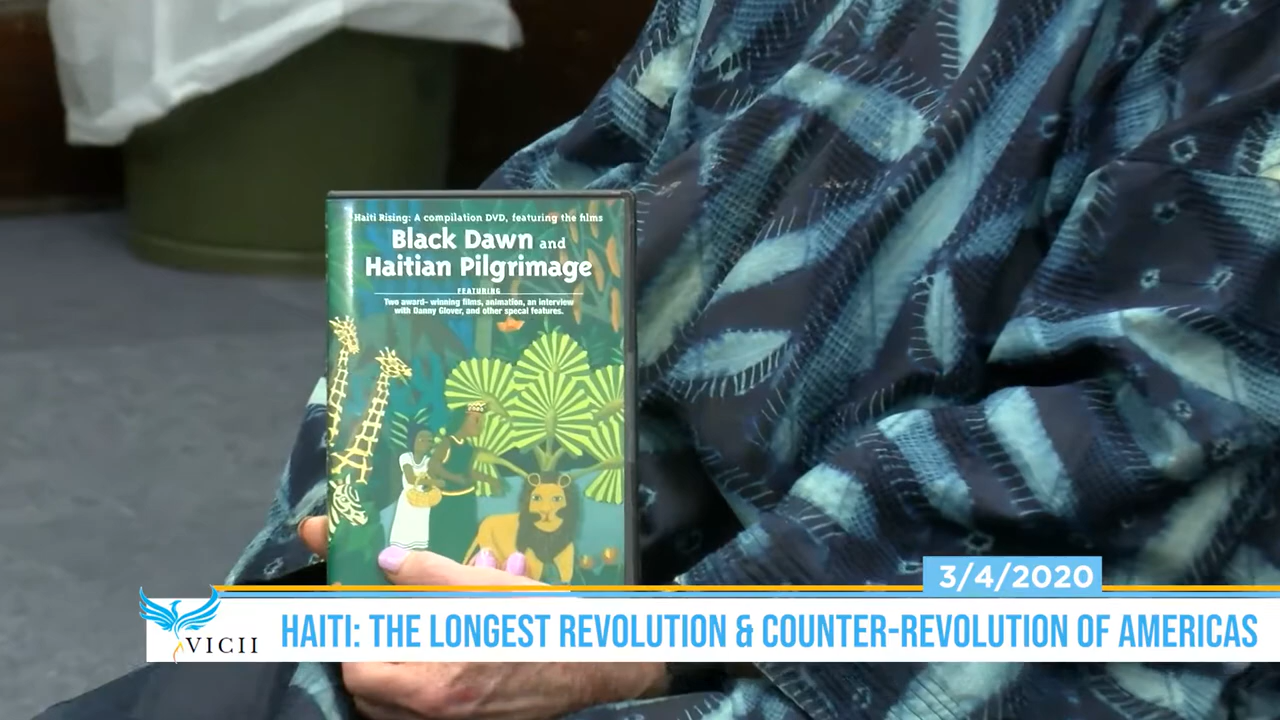 Haiti Rising: A compilation DVD, featuring the films
Black Dawn and
Haitian Pilgrimage
FEATURING
Two award- winning films, animation, an interview
with Danny Glover, and other specal features.
3/4/2020
VICII
HAITI: THE LONGEST REVOLUTION & COUNTER-REVOLUTION OF AMERICAS